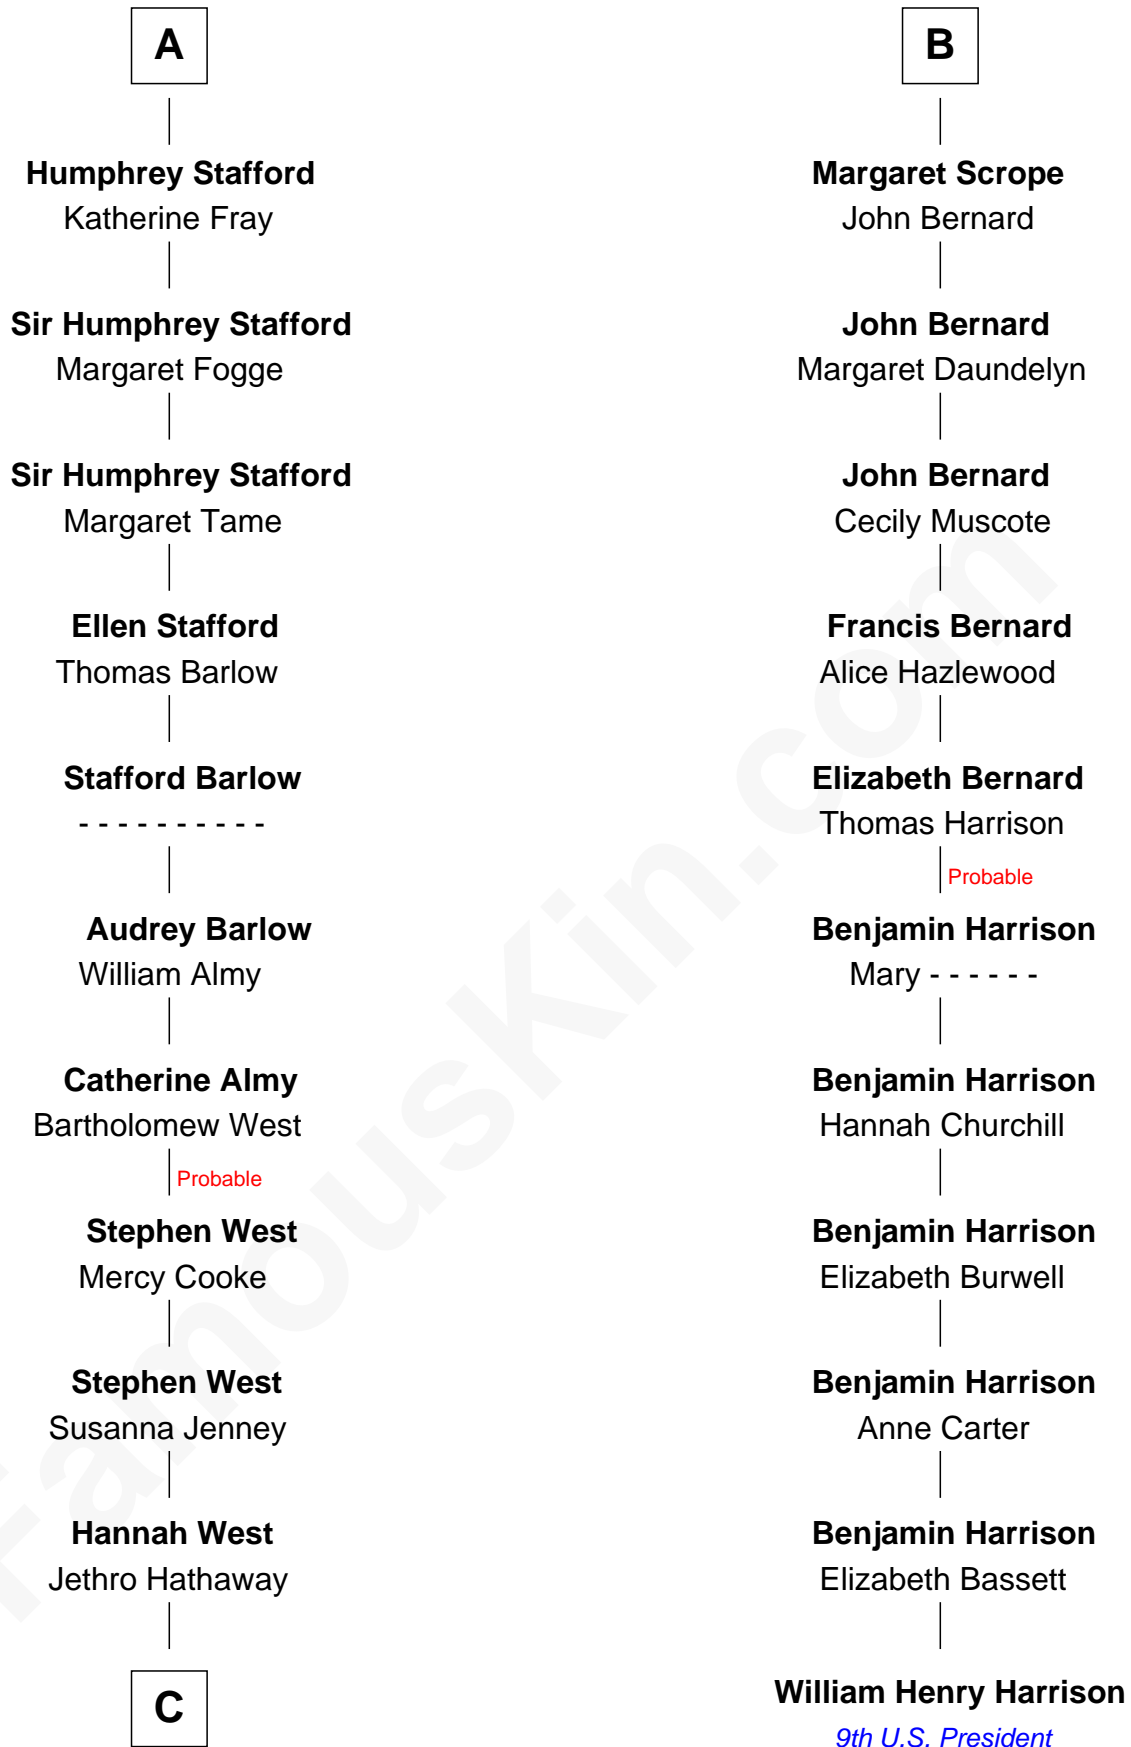 A
Humphrey Stafford
Katherine Fray
Sir Humphrey Stafford
Margaret Fogge
Sir Humphrey Stafford
Margaret Tame
Ellen Stafford
Thomas Barlow
Stafford Barlow
- - - - - - - - - -
Audrey Barlow
William Almy
Catherine Almy
Bartholomew West
Probable
Stephen West
Mercy Cooke
Stephen West
Susanna Jenney
Hannah West
Jethro Hathaway
C
B
Margaret Scrope
John Bernard
John Bernard
Margaret Daundelyn
John Bernard
Cecily Muscote
Francis Bernard
Alice Hazlewood
Elizabeth Bernard
Thomas Harrison
Probable
Benjamin Harrison
Mary - - - - - -
Benjamin Harrison
Hannah Churchill
Benjamin Harrison
Elizabeth Burwell
Benjamin Harrison
Anne Carter
Benjamin Harrison
Elizabeth Bassett
William Henry Harrison
9th U.S. President
FamousKin.com